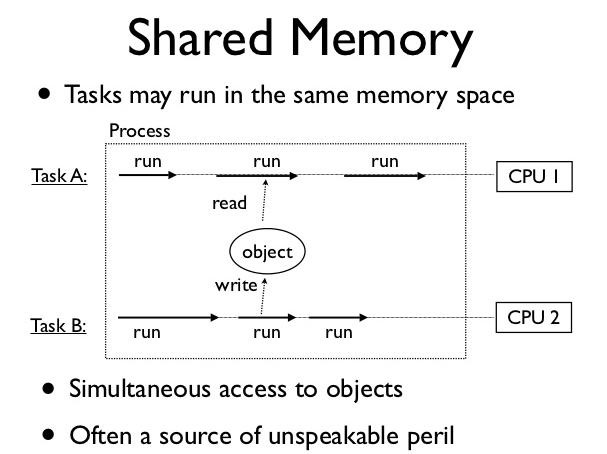 Shared Memory
• Tasks may run in the same memory space
Process
run run run
Task A: CPU 1
read
object
write
Task B: CPU 2
run run run
• Simultaneous access to objects
• Often a source of unspeakable peril